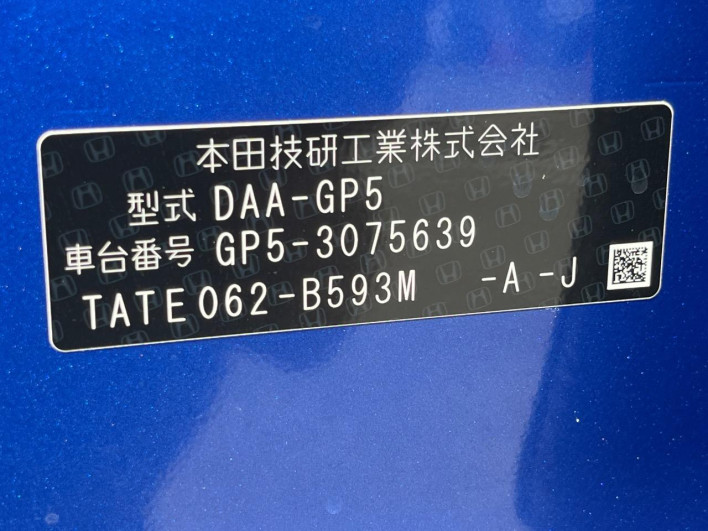 本田技研工業株式会社
型式 DAA-GP5
車台番号 GP5-3075639
TATE062-B593M -A -J